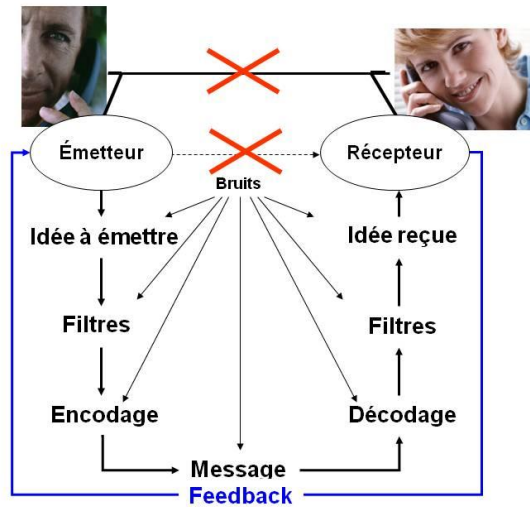 Émetteur
Récepteur
Bruits
Idée à émettre
Idée reçue
Filtres
Filtres
Encodage
Décodage
Message
Feedback